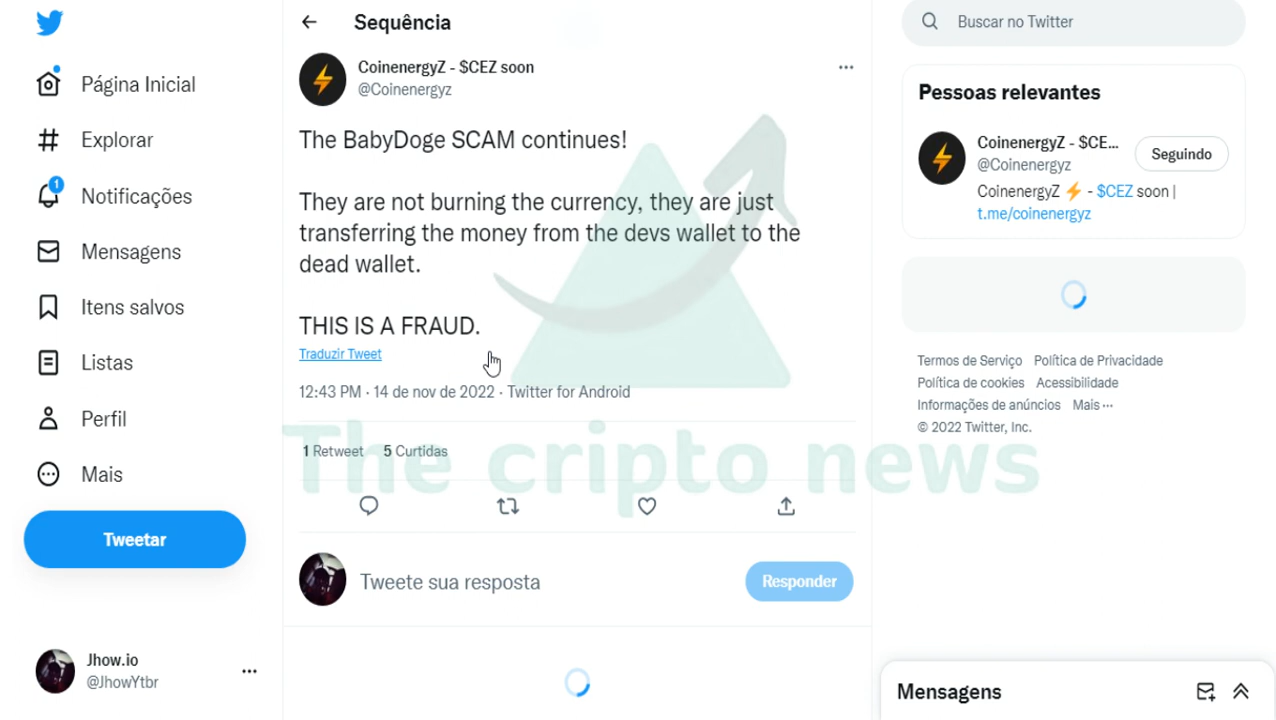 Página Inicial
Explorar
Notificações
1
Mensagens
Itens salvos
Listas
Perfil
Mais
Tweetar
Jhow.io
@JhowYtbr
Sequência
CoinenergyZ - $CEZ soon
@Coinenergyz
The BabyDoge SCAM continues!
They are not burning the currency, they are just
transferring the money from the devs wallet to the
dead wallet.
THIS IS A FRAUD.
Traduzir Tweet
12:43 PM · 14 de nov de 2022 · Twitter for Android
1 Retweet 5 Curtidas
The cripto news
Tweete sua resposta
Responder
Buscar no Twitter
Pessoas relevantes
CoinenergyZ - $CE...
@Coinenergyz
Seguindo
CoinenergyZ ⚡ - $CEZ soon |
t.me/coinenergyz
Termos de Serviço Política de Privacidade
Política de cookies Acessibilidade
Informações de anúncios Mais ···
© 2022 Twitter, Inc.
Mensagens